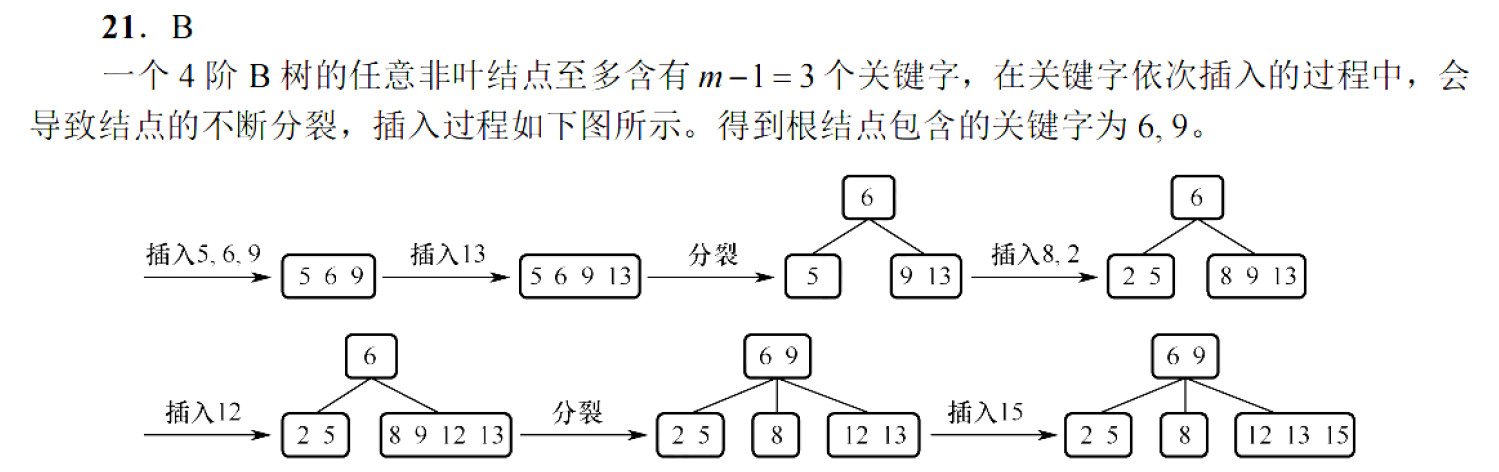 21．B
一个 4 阶 B 树的任意非叶结点至多含有 m−1=3 个关键字，在关键字依次插入的过程中，会
导致结点的不断分裂，插入过程如下图所示。得到根结点包含的关键字为 6, 9。
6 6
插入5, 6, 9 5 6 9 插入13 5 6 9 13 分裂 5 9 13 插入8, 2 2 5 8 9 13
6 6 9 6 9
插入12 2 5 8 9 12 13 分裂 2 5 8 12 13 插入15 2 5 8 12 13 15